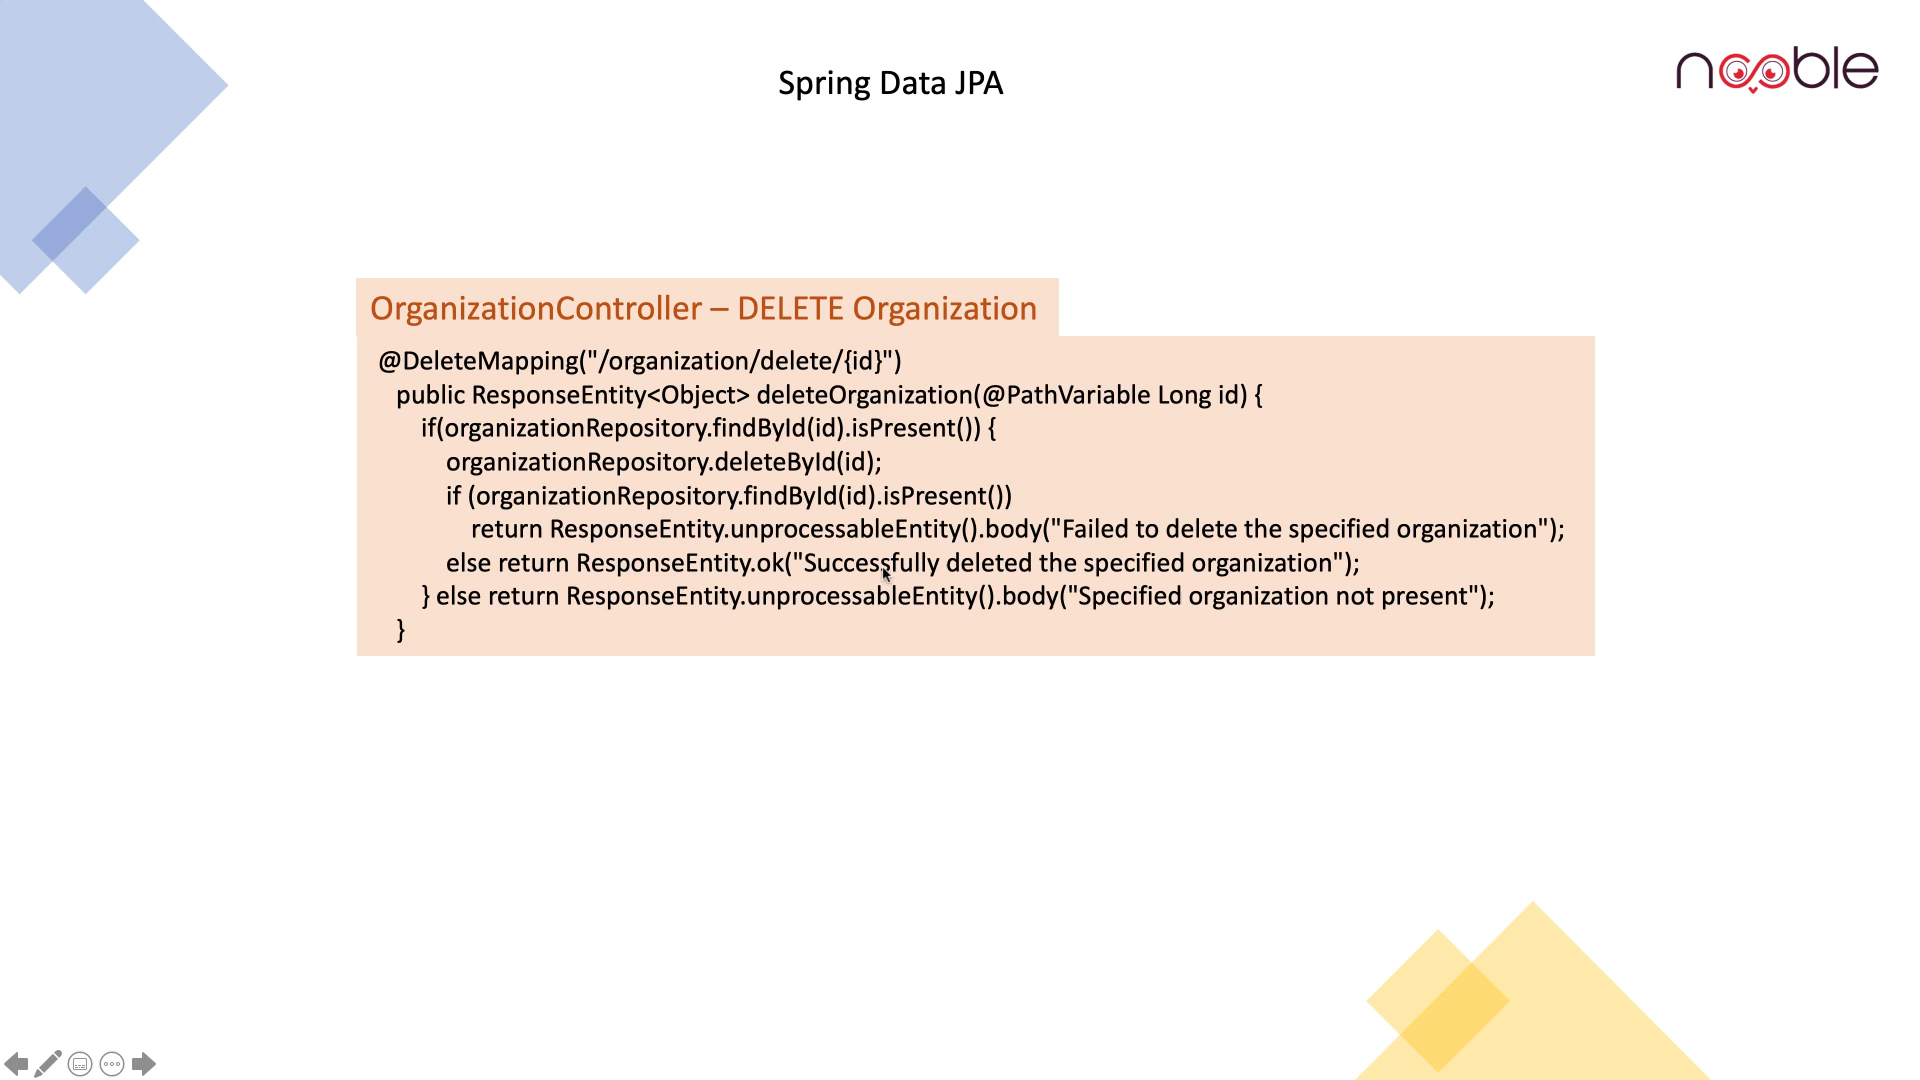 Spring Data JPA
nooble
OrganizationController – DELETE Organization
@DeleteMapping("/organization/delete/{id}")
public ResponseEntity<Object> deleteOrganization(@PathVariable Long id) {
if(organizationRepository.findById(id).isPresent()) {
organizationRepository.deleteById(id);
if (organizationRepository.findById(id).isPresent())
return ResponseEntity.unprocessableEntity().body("Failed to delete the specified organization");
else return ResponseEntity.ok("Successfully deleted the specified organization");
} else return ResponseEntity.unprocessableEntity().body("Specified organization not present");
}